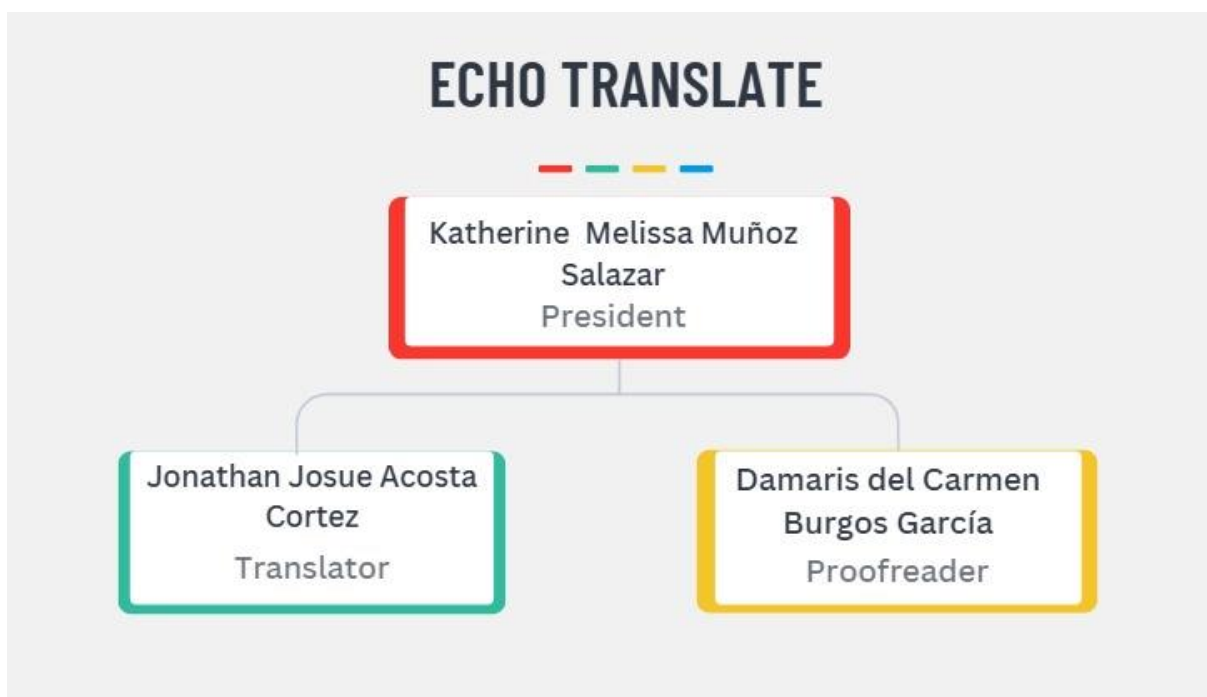 ECHO TRANSLATE
Katherine Melissa Muñoz
Salazar
President
Jonathan Josue Acosta
Cortez
Translator
Damaris del Carmen
Burgos García
Proofreader